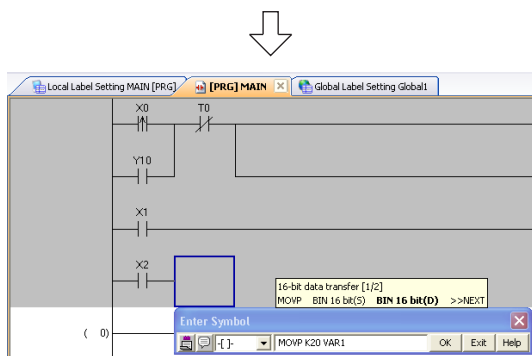 Local Label Setting MAIN [PRG] [PRG] MAIN Global Label Setting Global1
X0 T0
Y10
X1
X2
16-bit data transfer [1/2]
MOVP BIN 16 bit(S) BIN 16 bit(D) >>NEXT
Enter Symbol
( 0)
-[ ]- MOVP K20 VAR1 OK Exit Help